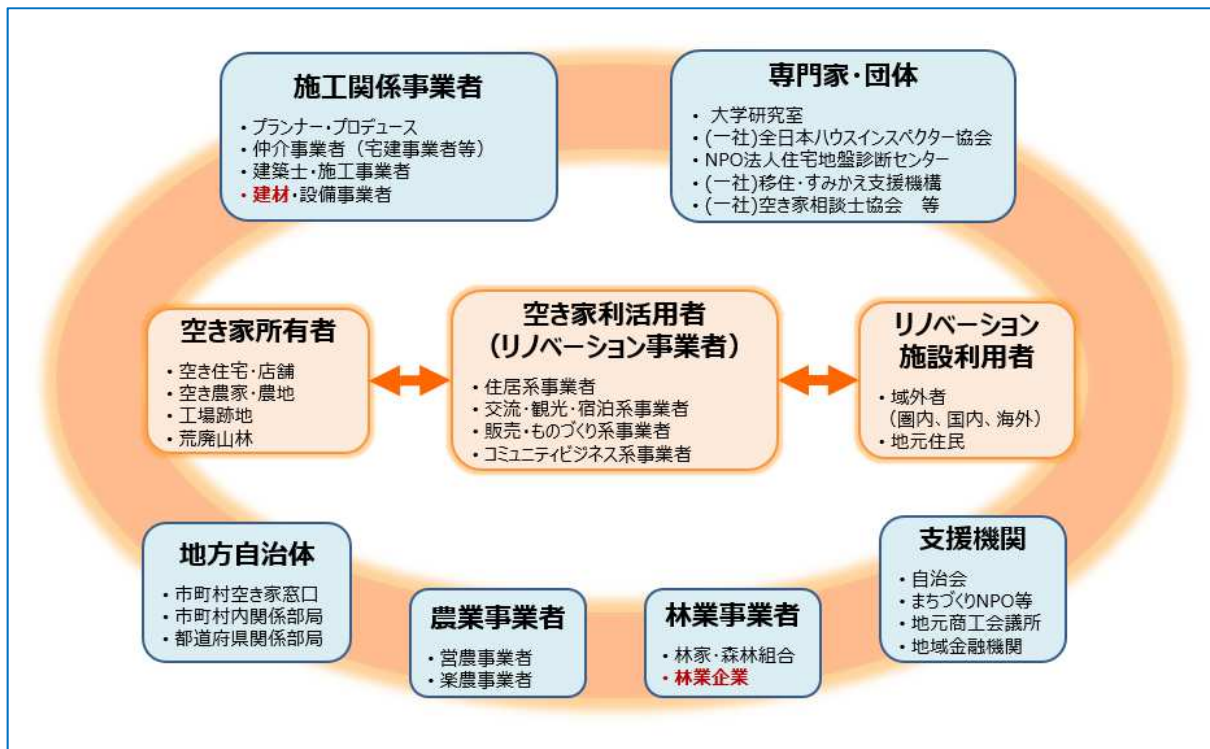 施工関係事業者
・プランナー・プロデュース
・仲介事業者（宅建事業者等）
・建築士・施工事業者
・建材・設備事業者
専門家・団体
・大学研究室
・(一社)全日本ハウスインスペクター協会
・NPO法人住宅地盤診断センター
・(一社)移住・すみかえ支援機構
・(一社)空き家相談士協会　等
空き家所有者
・空き住宅・店舗
・空き農家・農地
・工場跡地
・荒廃山林
空き家利活用者
（リノベーション事業者）
・住居系事業者
・交流・観光・宿泊系事業者
・販売・ものづくり系事業者
・コミュニティビジネス系事業者
リノベーション
施設利用者
・域外者
（圏内、国内、海外）
・地元住民
地方自治体
・市町村空き家窓口
・市町村内関係部局
・都道府県関係部局
農業事業者
・営農事業者
・楽農事業者
林業事業者
・林家・森林組合
・林業企業
支援機関
・自治会
・まちづくりNPO等
・地元商工会議所
・地域金融機関